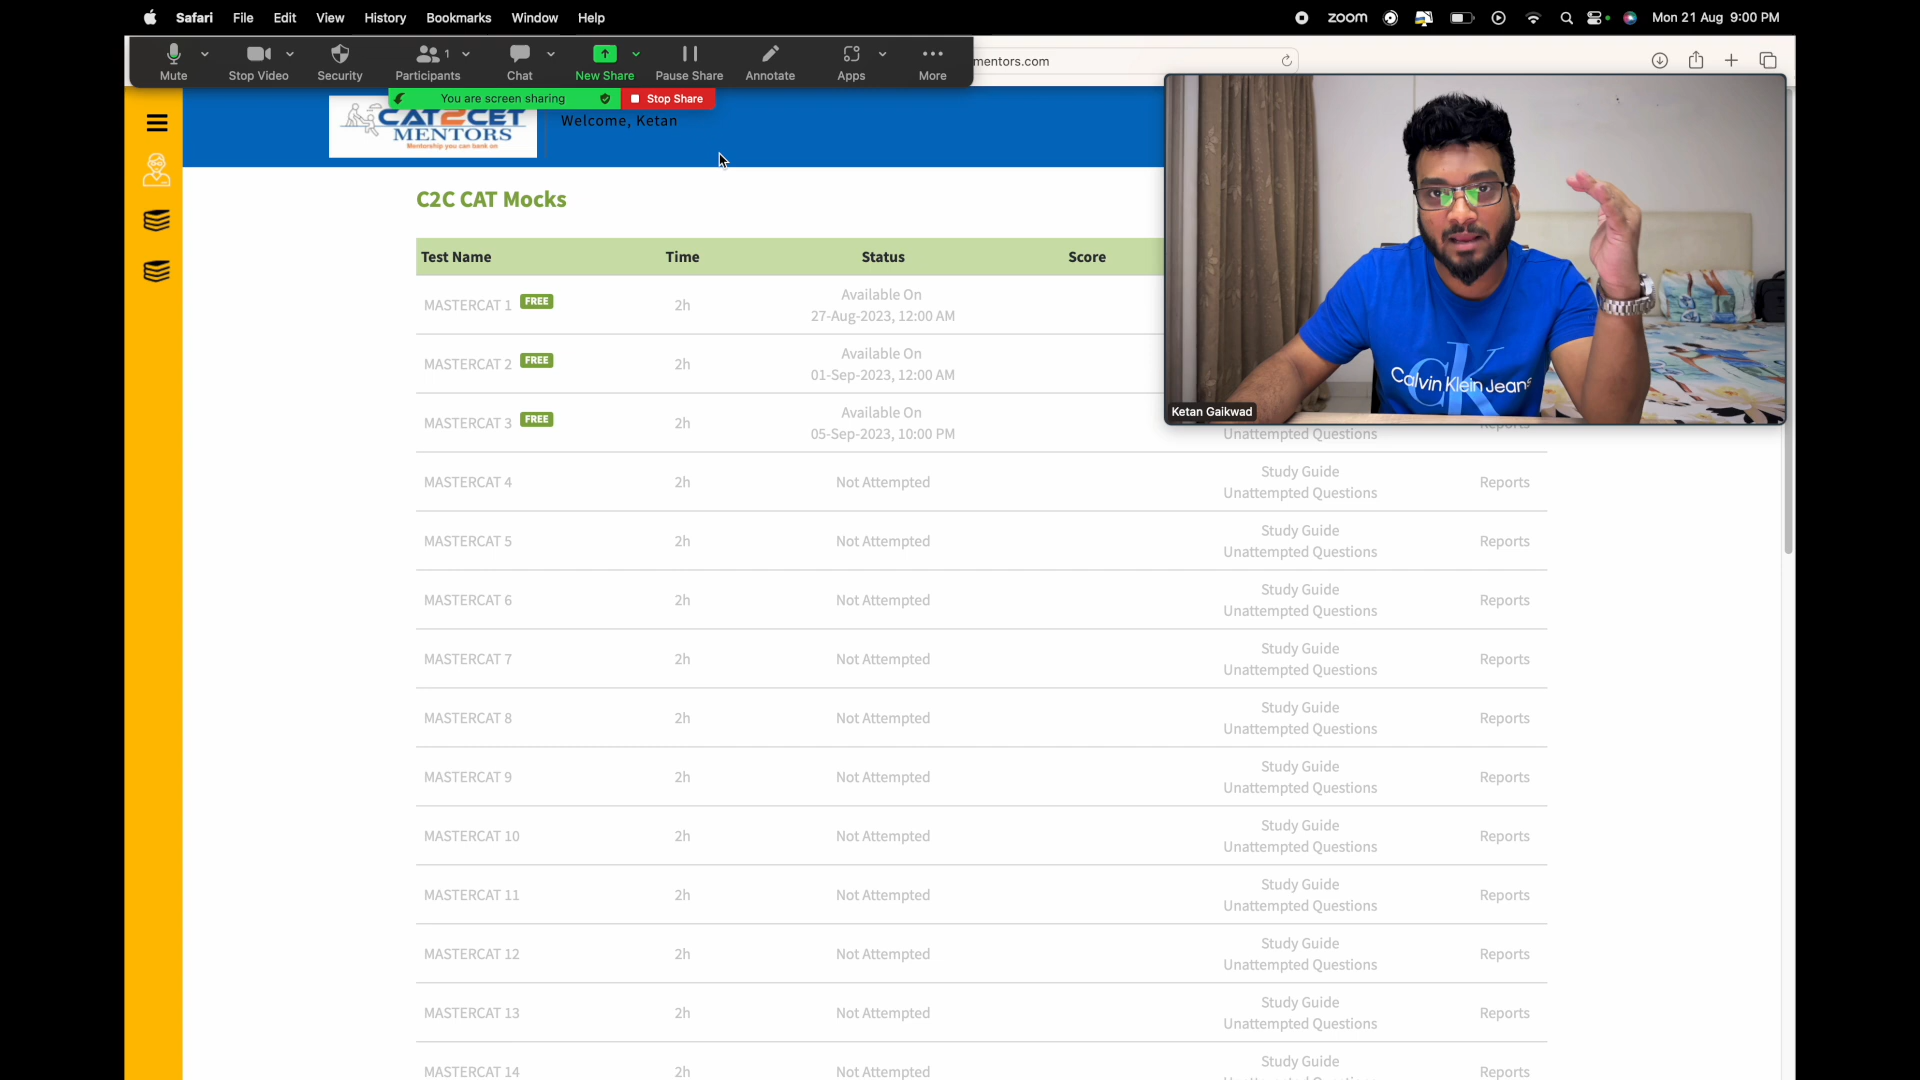 Safari File Edit View History Bookmarks Window Help
zoom Mon 21 Aug 9:00 PM
Mute Stop Video Security Participants 1 Chat New Share Pause Share Annotate Apps More
mentors.com
You are screen sharing Stop Share
CAT2CET
MENTORS
Mentorship you can bank on
Welcome, Ketan
C2C CAT Mocks
Test Name Time Status Score
MASTERCAT 1 FREE 2h Available On
27-Aug-2023, 12:00 AM
MASTERCAT 2 FREE 2h Available On
01-Sep-2023, 12:00 AM
MASTERCAT 3 FREE 2h Available On
05-Sep-2023, 10:00 PM
Unattempted Questions
Calvin Klein Jeans
CK
Ketan Gaikwad
MASTERCAT 4 2h Not Attempted Study Guide
Unattempted Questions Reports
MASTERCAT 5 2h Not Attempted Study Guide
Unattempted Questions Reports
MASTERCAT 6 2h Not Attempted Study Guide
Unattempted Questions Reports
MASTERCAT 7 2h Not Attempted Study Guide
Unattempted Questions Reports
MASTERCAT 8 2h Not Attempted Study Guide
Unattempted Questions Reports
MASTERCAT 9 2h Not Attempted Study Guide
Unattempted Questions Reports
MASTERCAT 10 2h Not Attempted Study Guide
Unattempted Questions Reports
MASTERCAT 11 2h Not Attempted Study Guide
Unattempted Questions Reports
MASTERCAT 12 2h Not Attempted Study Guide
Unattempted Questions Reports
MASTERCAT 13 2h Not Attempted Study Guide
Unattempted Questions Reports
MASTERCAT 14 2h Not Attempted Study Guide
Reports